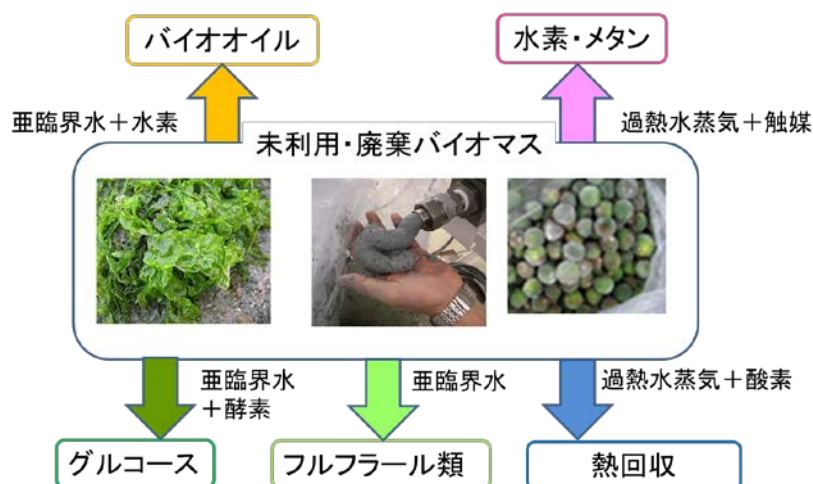 バイオオイル
水素・メタン
亜臨界水＋水素
過熱水蒸気＋触媒
未利用・廃棄バイオマス
亜臨界水
＋酵素
亜臨界水
過熱水蒸気＋酸素
グルコース
フルフラール類
熱回収